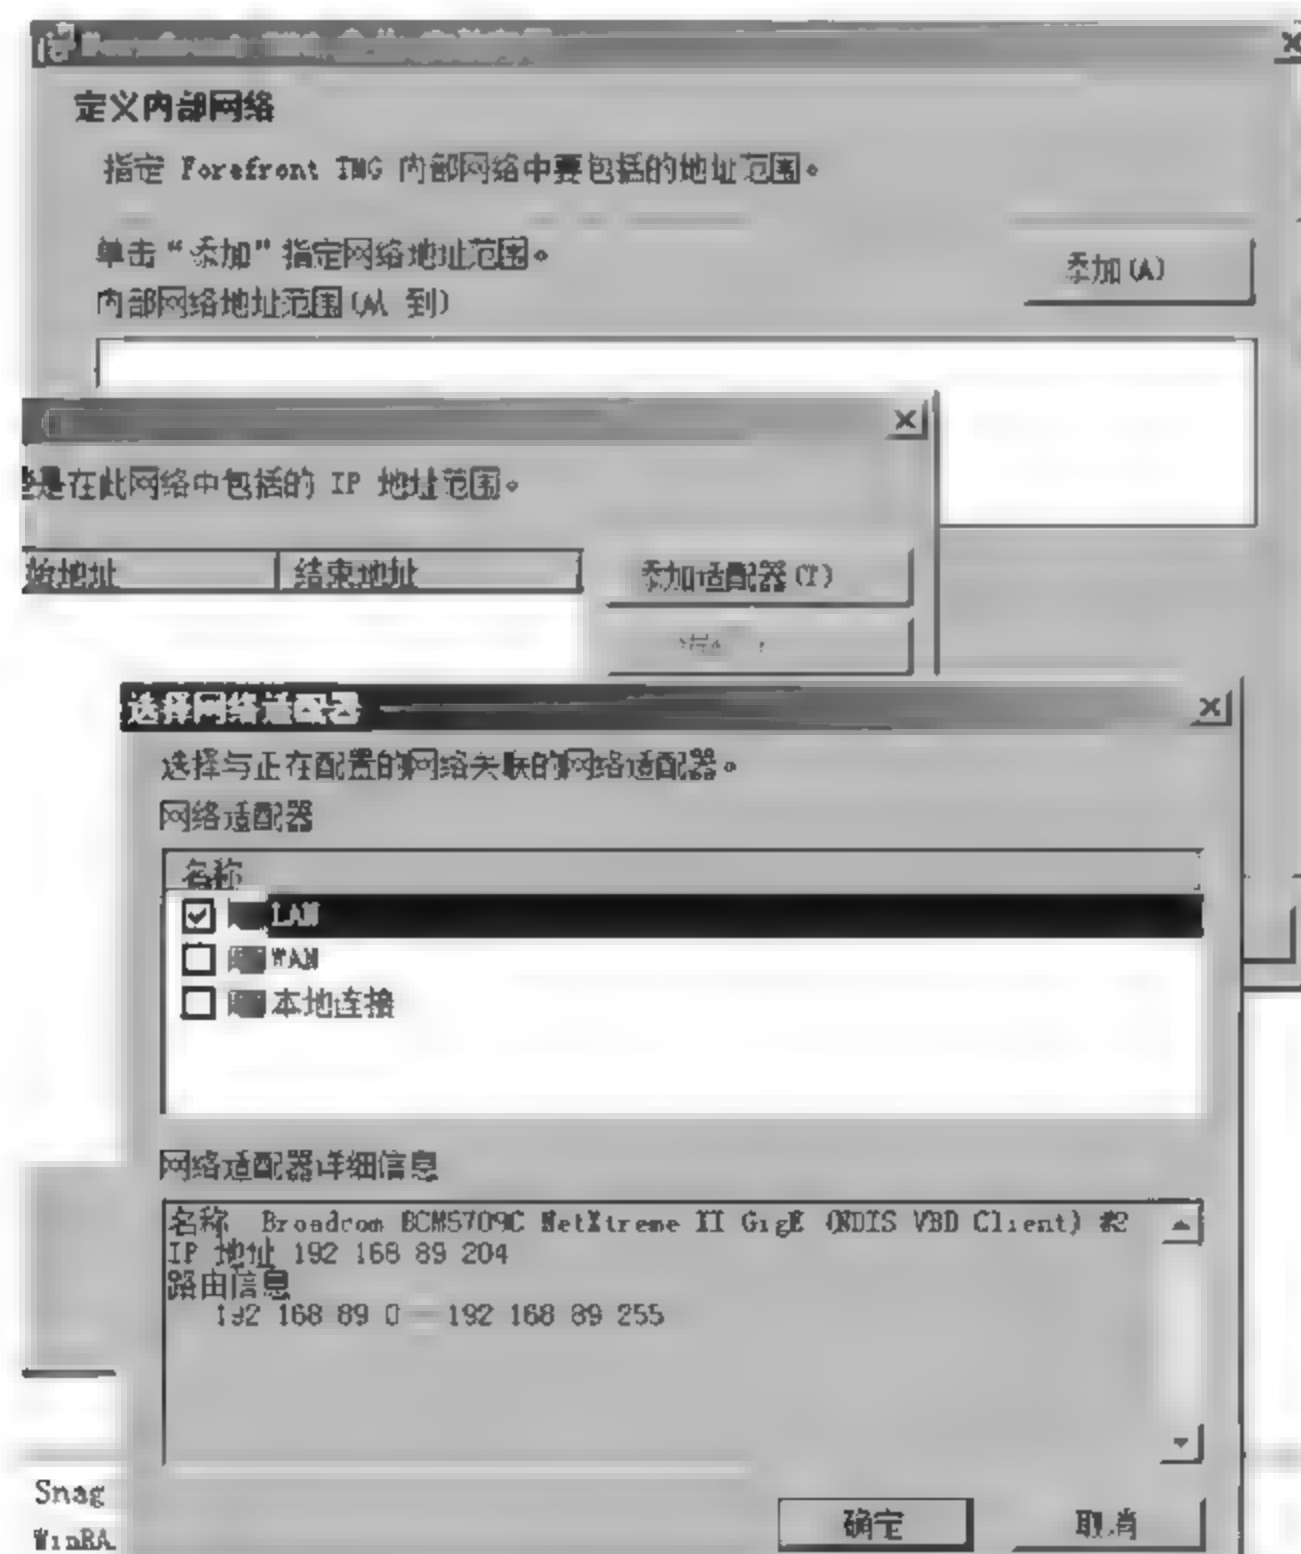 定义内部网络
指定 Forefront TMG 内部网络中要包括的地址范围。
单击“添加”指定网络地址范围。
添加(A)
内部网络地址范围(从 到)
是在此网络中包括的 IP 地址范围。
始地址 结束地址
添加适配器(T)
选择网络适配器
选择与正在配置的网络关联的网络适配器。
网络适配器
名称
LAN
WAN
本地连接
网络适配器详细信息
名称 Broadcom BCM5709C NetXtreme II GigE (NDIS VBD Client) #2
IP 地址 192 168 89 204
路由信息
192 168 89 0 — 192 168 89 255
Snag
WinRA
确定 取消